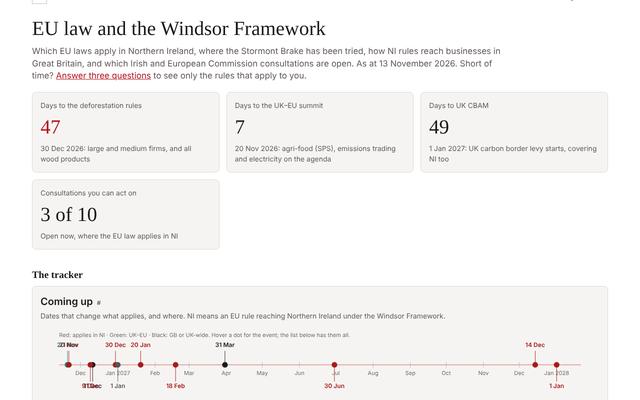 EU law and the Windsor Framework
Which EU laws apply in Northern Ireland, where the Stormont Brake has been tried, how NI rules reach businesses in
Great Britain, and which Irish and European Commission consultations are open. As at 13 November 2026. Short of
time? Answer three questions to see only the rules that apply to you.
Days to the deforestation rules
47
30 Dec 2026: large and medium firms, and all
wood products
Days to the UK–EU summit
7
20 Nov 2026: agri-food (SPS), emissions trading
and electricity on the agenda
Days to UK CBAM
49
1 Jan 2027: UK carbon border levy starts, covering
NI too
Consultations you can act on
3 of 10
Open now, where the EU law applies in NI
The tracker
Coming up #
Dates that change what applies, and where. NI means an EU rule reaching Northern Ireland under the Windsor Framework.
Red: applies in NI · Green: UK–EU · Black: GB or UK-wide. Hover a dot for the event; the list below has them all.
Nov 30 Dec 20 Jan 31 Mar 14 Dec
Dec Jan 2027 Feb Mar Apr May Jun Jul Aug Sep Oct Nov Dec Jan 2028
Dec 1 Jan 18 Feb 30 Jun 1 Jan